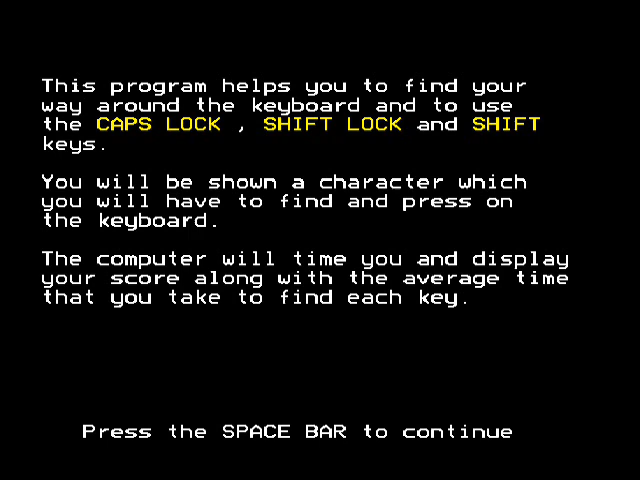 This program helps you to find your
way around the keyboard and to use
the CAPS LOCK , SHIFT LOCK and SHIFT
keys.
You will be shown a character which
you will have to find and press on
the keyboard.
The computer will time you and display
your score along with the average time
that you take to find each key.
Press the SPACE BAR to continue